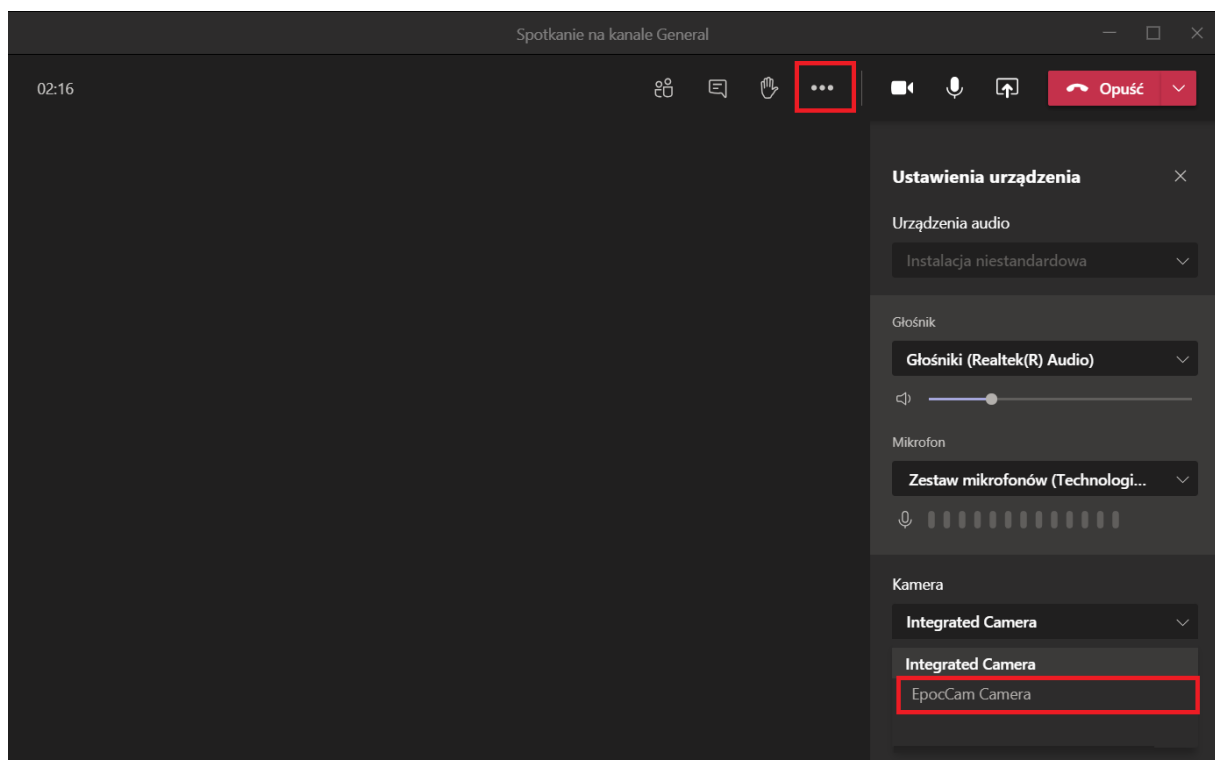 Spotkanie na kanale General
02:16
Opuść
Ustawienia urządzenia
Urządzenia audio
Instalacja niestandardowa
Głośnik
Głośniki (Realtek(R) Audio)
Mikrofon
Zestaw mikrofonów (Technologi...
Kamera
Integrated Camera
Integrated Camera
EpocCam Camera